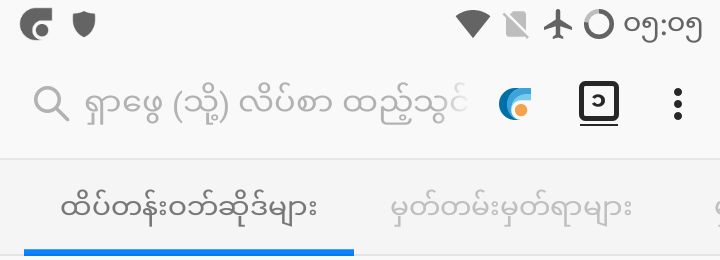 ၀၅:၀၅
ရှာဖွေ (သို့) လိပ်စာ ထည့်သွင်
၁
ထိပ်တန်းဝဘ်ဆိုဒ်များ မှတ်တမ်းမှတ်ရာများ